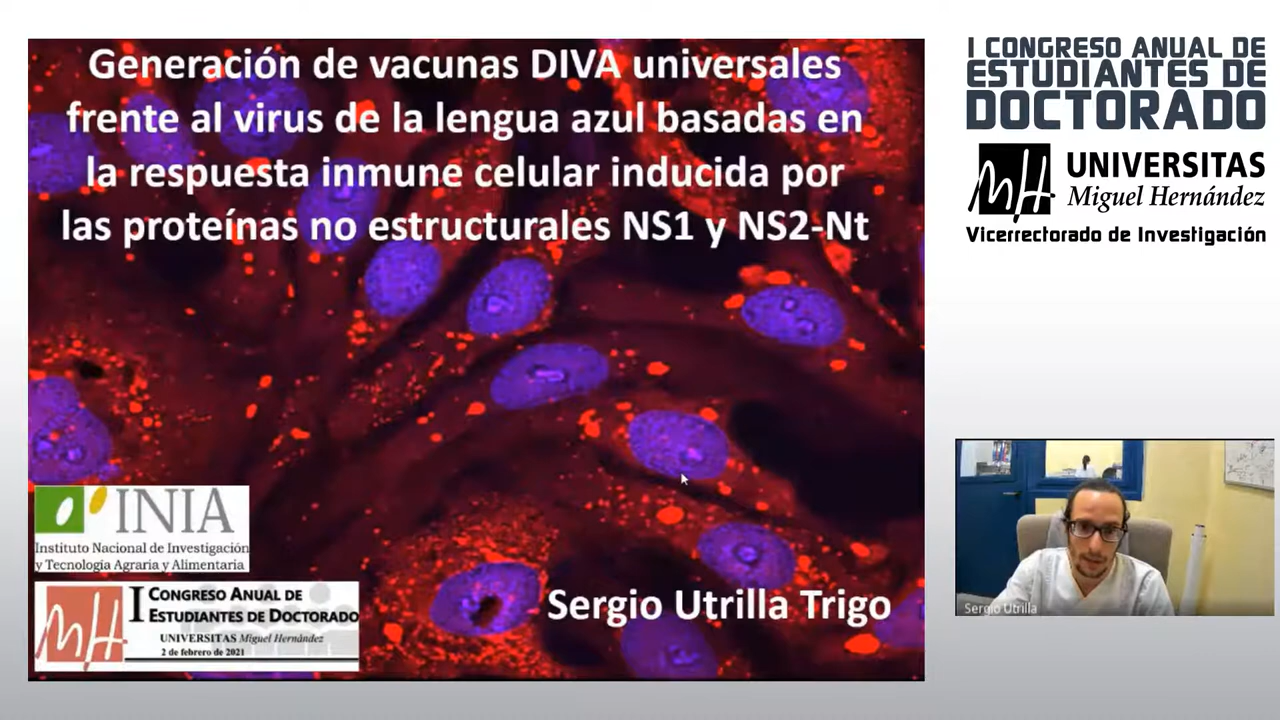 Generación de vacunas DIVA universales
frente al virus de la lengua azul basadas en
la respuesta inmune celular inducida por
las proteínas no estructurales NS1 y NS2-Nt
INIA
Instituto Nacional de Investigación
y Tecnología Agraria y Alimentaria
MH
I CONGRESO ANUAL DE
ESTUDIANTES DE DOCTORADO
UNIVERSITAS Miguel Hernández
2 de febrero de 2021
Sergio Utrilla Trigo
I CONGRESO ANUAL DE
ESTUDIANTES DE
DOCTORADO
MH
UNIVERSITAS
Miguel Hernández
Vicerrectorado de Investigación
Sergio Utrilla